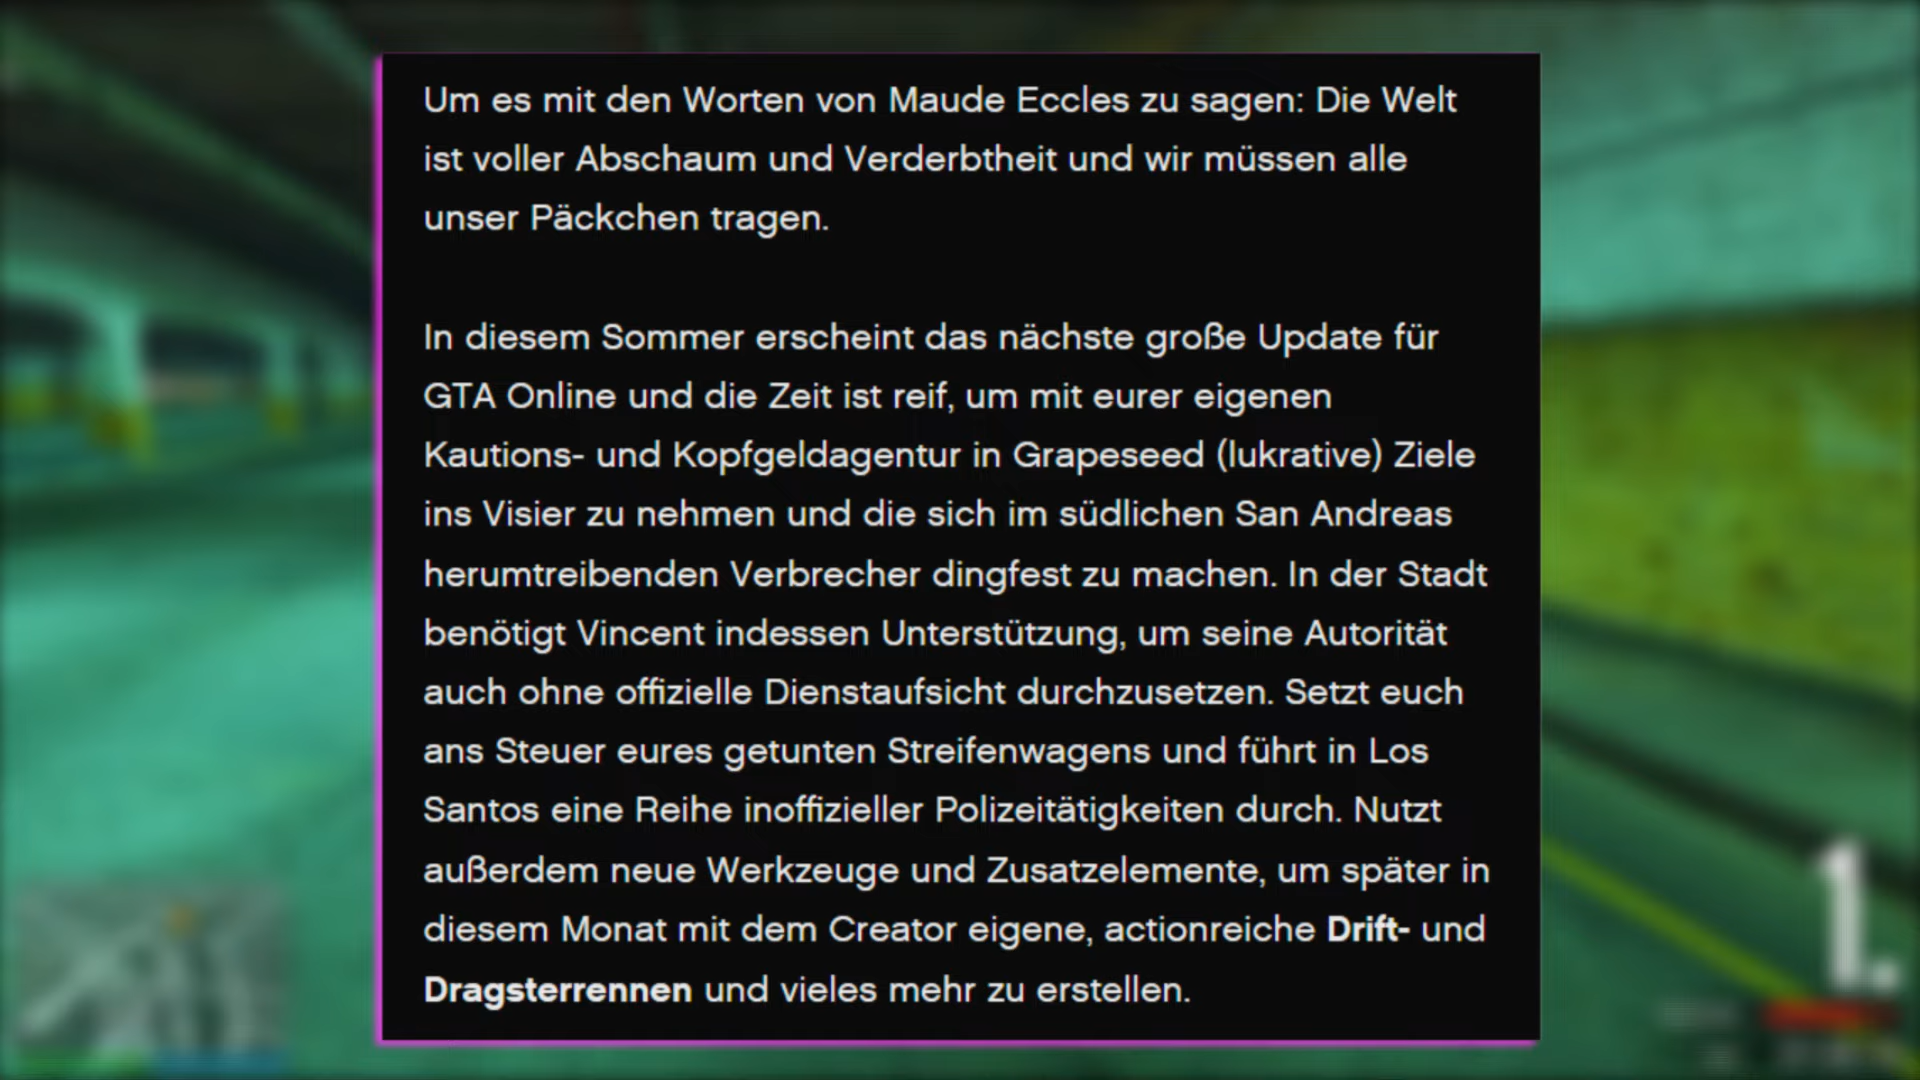 Um es mit den Worten von Maude Eccles zu sagen: Die Welt
ist voller Abschaum und Verderbtheit und wir müssen alle
unser Päckchen tragen.
In diesem Sommer erscheint das nächste große Update für
GTA Online und die Zeit ist reif, um mit eurer eigenen
Kautions- und Kopfgeldagentur in Grapeseed (lukrative) Ziele
ins Visier zu nehmen und die sich im südlichen San Andreas
herumtreibenden Verbrecher dingfest zu machen. In der Stadt
benötigt Vincent indessen Unterstützung, um seine Autorität
auch ohne offizielle Dienstaufsicht durchzusetzen. Setzt euch
ans Steuer eures getunten Streifenwagens und führt in Los
Santos eine Reihe inoffizieller Polizeitätigkeiten durch. Nutzt
außerdem neue Werkzeuge und Zusatzelemente, um später in
diesem Monat mit dem Creator eigene, actionreiche Drift- und
Dragsterrennen und vieles mehr zu erstellen.
1.